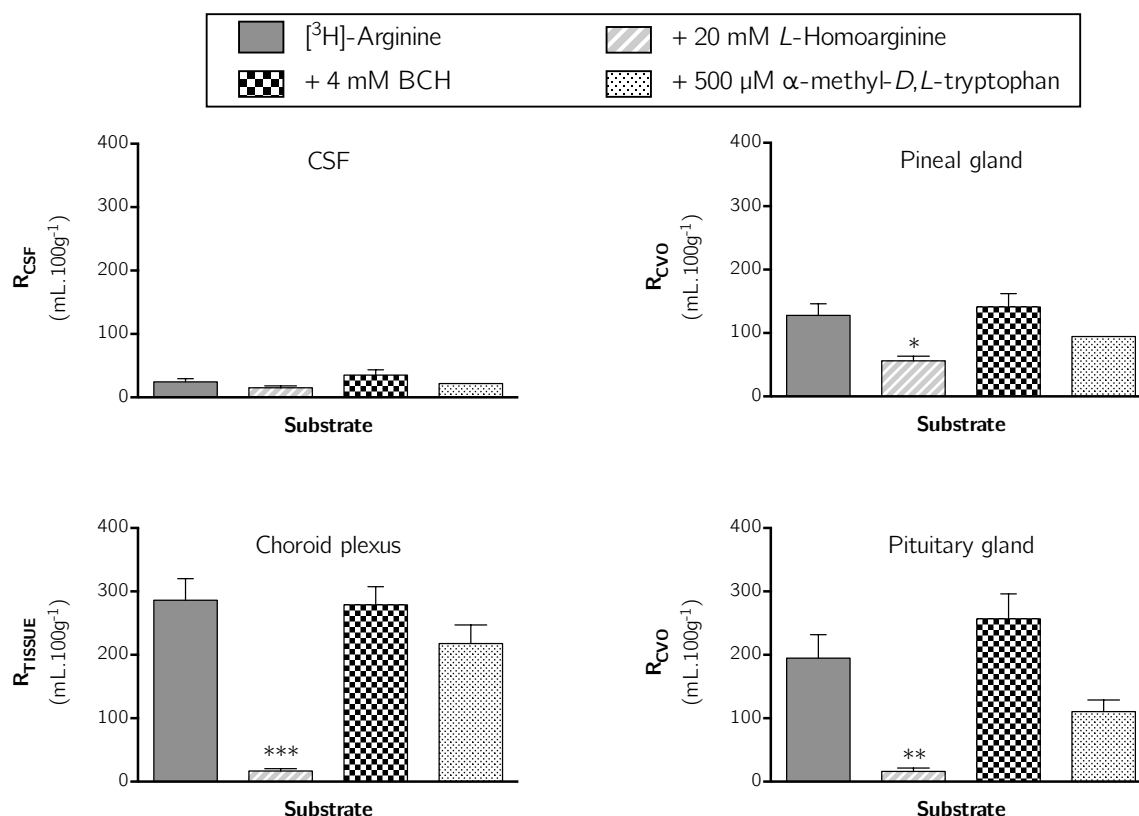 [³H]-Arginine
+ 20 mM L-Homoarginine
+ 4 mM BCH
+ 500 µM α-methyl-D,L-tryptophan
CSF
400
300
200
100
0
R_CSF
(mL.100g⁻¹)
Substrate
Pineal gland
400
300
200
100
0
R_CVO
(mL.100g⁻¹)
*
Substrate
Choroid plexus
400
300
200
100
0
R_TISSUE
(mL.100g⁻¹)
***
Substrate
Pituitary gland
400
300
200
100
0
R_CVO
(mL.100g⁻¹)
**
Substrate